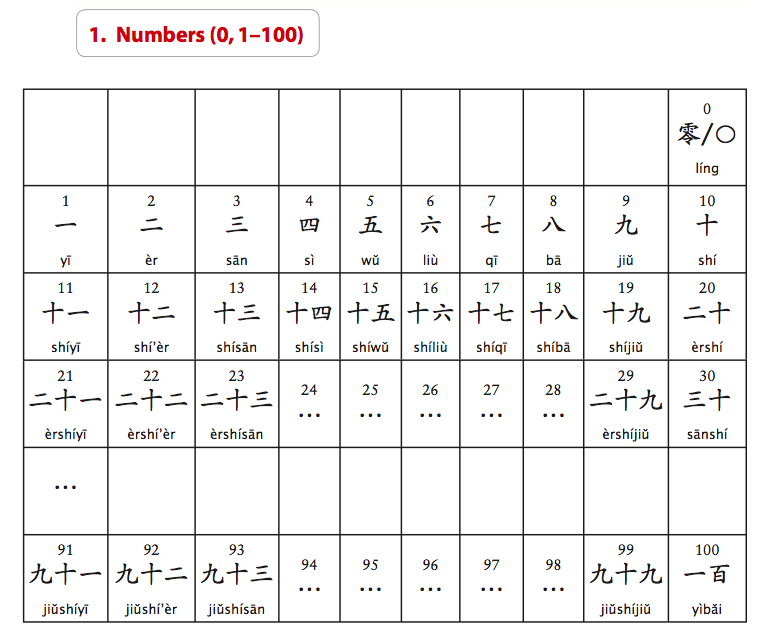 1. Numbers (0, 1–100)
0
零/〇
líng
1 2 3 4 5 6 7 8 9 10
一 二 三 四 五 六 七 八 九 十
yī èr sān sì wǔ liù qī bā jiǔ shí
11 12 13 14 15 16 17 18 19 20
十一 十二 十三 十四 十五 十六 十七 十八 十九 二十
shíyī shí'èr shísān shísì shíwǔ shíliù shíqī shíbā shíjiǔ èrshí
21 22 23 24 25 26 27 28 29 30
二十一 二十二 二十三 ... ... ... ... ... 二十九 三十
èrshíyī èrshí'èr èrshísān èrshíjiǔ sānshí
...
91 92 93 94 95 96 97 98 99 100
九十一 九十二 九十三 ... ... ... ... ... 九十九 一百
jiǔshíyī jiǔshí'èr jiǔshísān jiǔshíjiǔ yìbǎi